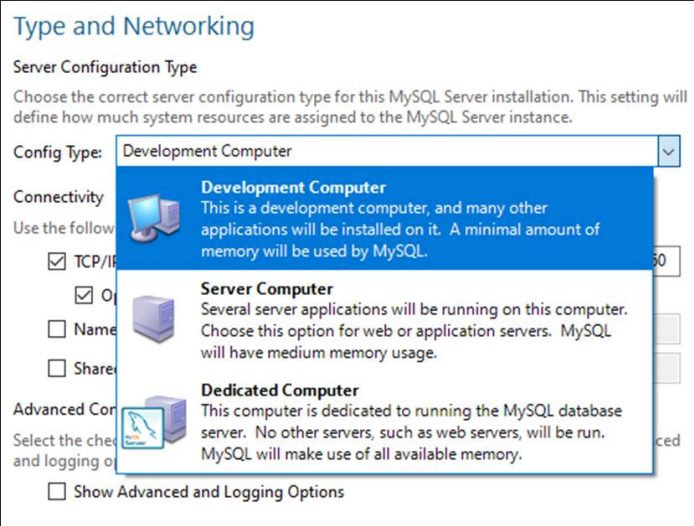 Type and Networking
Server Configuration Type
Choose the correct server configuration type for this MySQL Server installation. This setting will
define how much system resources are assigned to the MySQL Server instance.
Config Type: Development Computer
Development Computer
This is a development computer, and many other
applications will be installed on it. A minimal amount of
memory will be used by MySQL.
Server Computer
Several server applications will be running on this computer.
Choose this option for web or application servers. MySQL
will have medium memory usage.
Dedicated Computer
This computer is dedicated to running the MySQL database
server. No other servers, such as web servers, will be run.
MySQL will make use of all available memory.
Connectivity
Use the follow
TCP/IP
60
Op
Name
Share
Advanced Con
Select the chec
ced
and logging op
Show Advanced and Logging Options